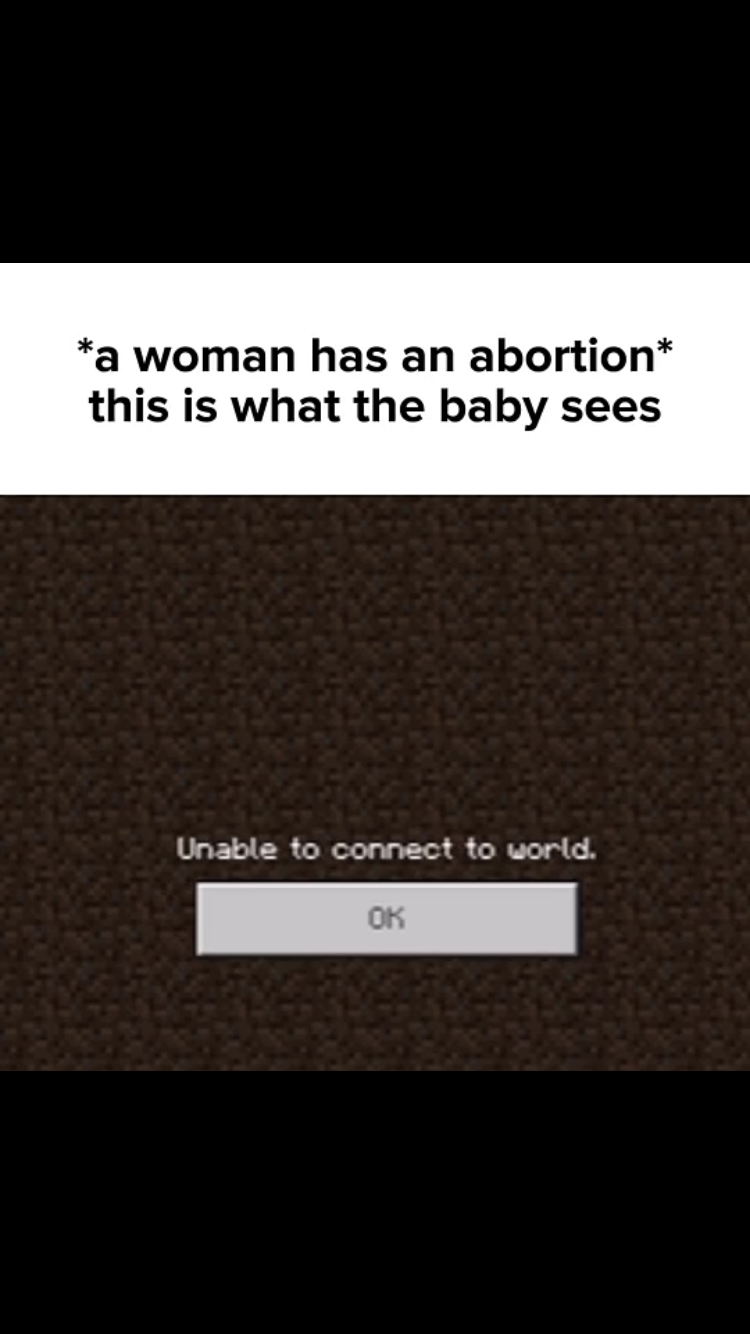 *a woman has an abortion*
this is what the baby sees
Unable to connect to world.
OK